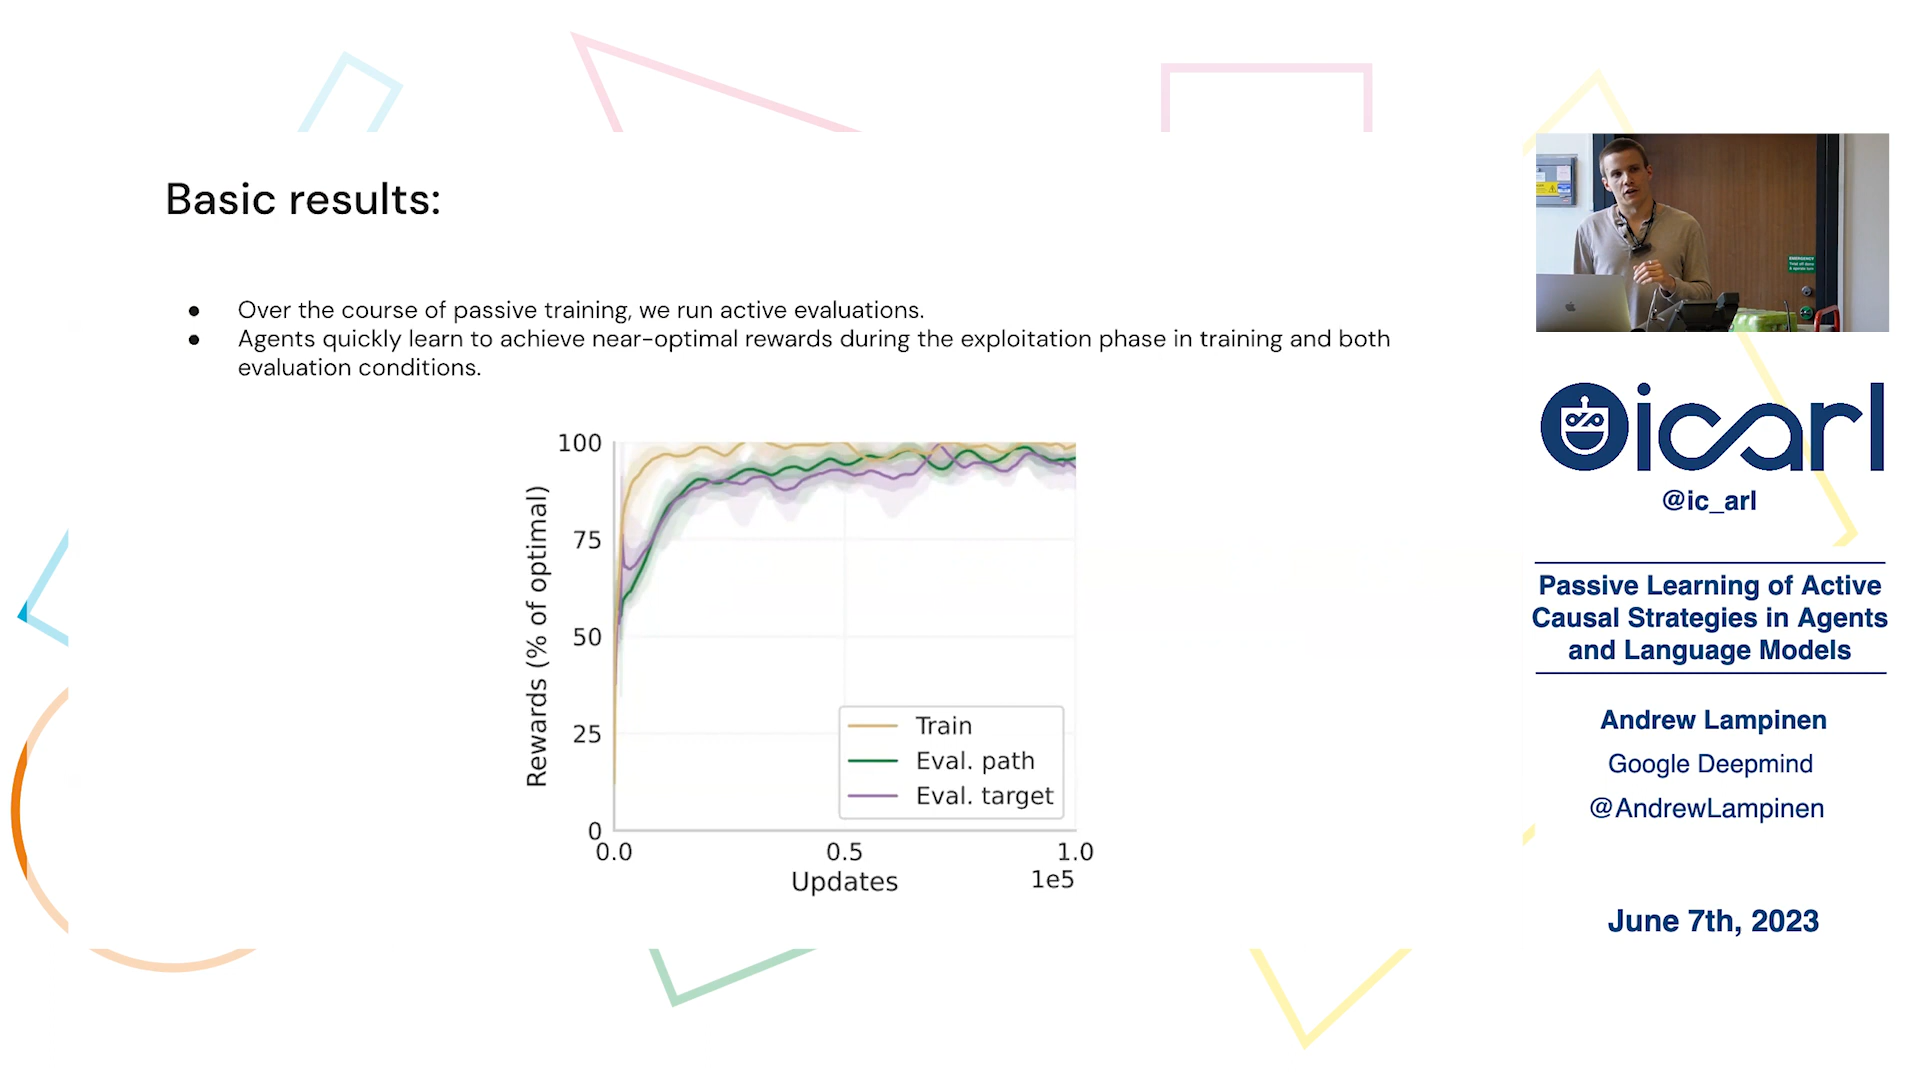 Basic results:
● Over the course of passive training, we run active evaluations.
● Agents quickly learn to achieve near-optimal rewards during the exploitation phase in training and both
evaluation conditions.
100
75
50
25
0
Rewards (% of optimal)
Train
Eval. path
Eval. target
0.0
0.5
1.0
Updates
1e5
EMERGENCY
icarl
@ic_arl
Passive Learning of Active
Causal Strategies in Agents
and Language Models
Andrew Lampinen
Google Deepmind
@AndrewLampinen
June 7th, 2023